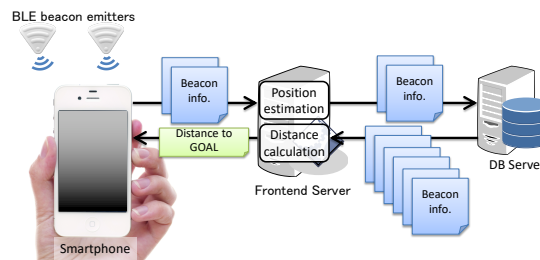 BLE beacon emitters
Beacon
info.
Position
estimation
Beacon
info.
Distance to
GOAL
Distance
calculation
DB Serve
Frontend Server
Beacon
info.
Smartphone